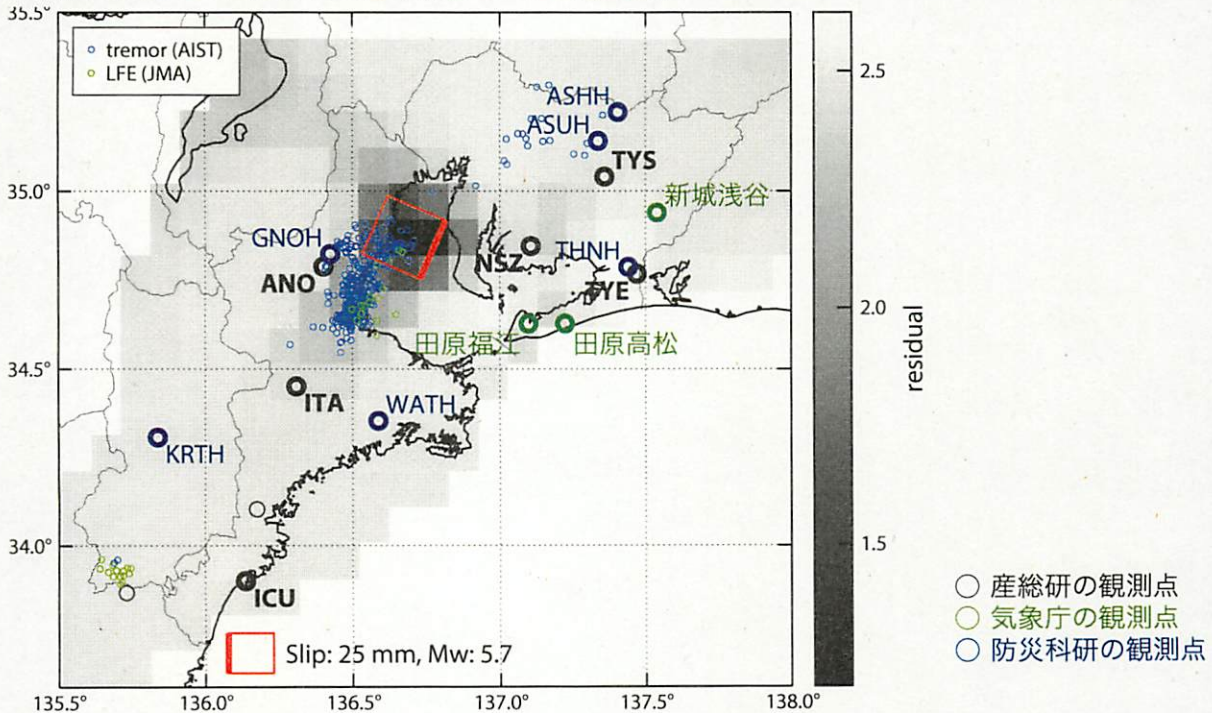 35.5°
tremor (AIST)
LFE (JMA)
2.5
ASHH
ASUH
TYS
35.0°
新城浅谷
GNOH
THNH
NSZ
ANO
TYE
2.0
田原福江
田原高松
34.5°
residual
ITA
WATH
KRTH
34.0°
1.5
ICU
産総研の観測点
気象庁の観測点
防災科研の観測点
Slip: 25 mm, Mw: 5.7
135.5°
136.0°
136.5°
137.0°
137.5°
138.0°